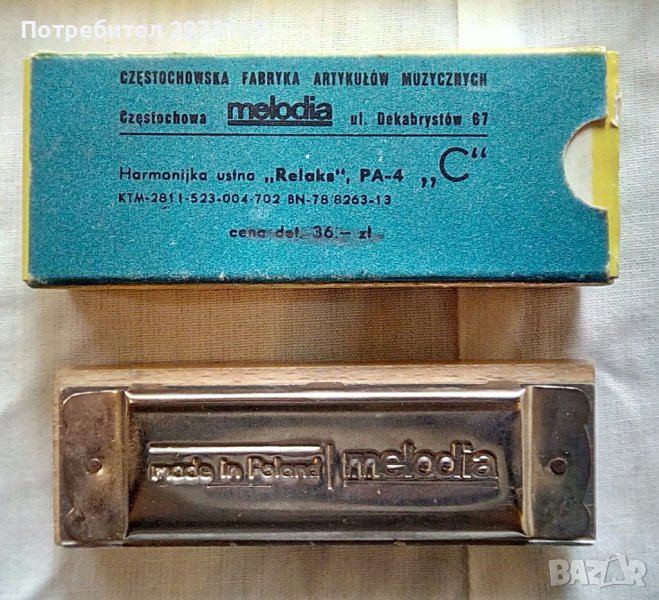 Потребител
CZĘSTOCHOWSKA FABRYKA ARTYKUŁÓW MUZYCZNYCH
Częstochowa melodia ul. Dekabrystów 67
Harmonijka ustna „Relaks", PA-4 „C"
KTM-2811-523-004-702 BN-78/8263-13
cena det. 36.- zł
made in Poland melodia
BAZAR